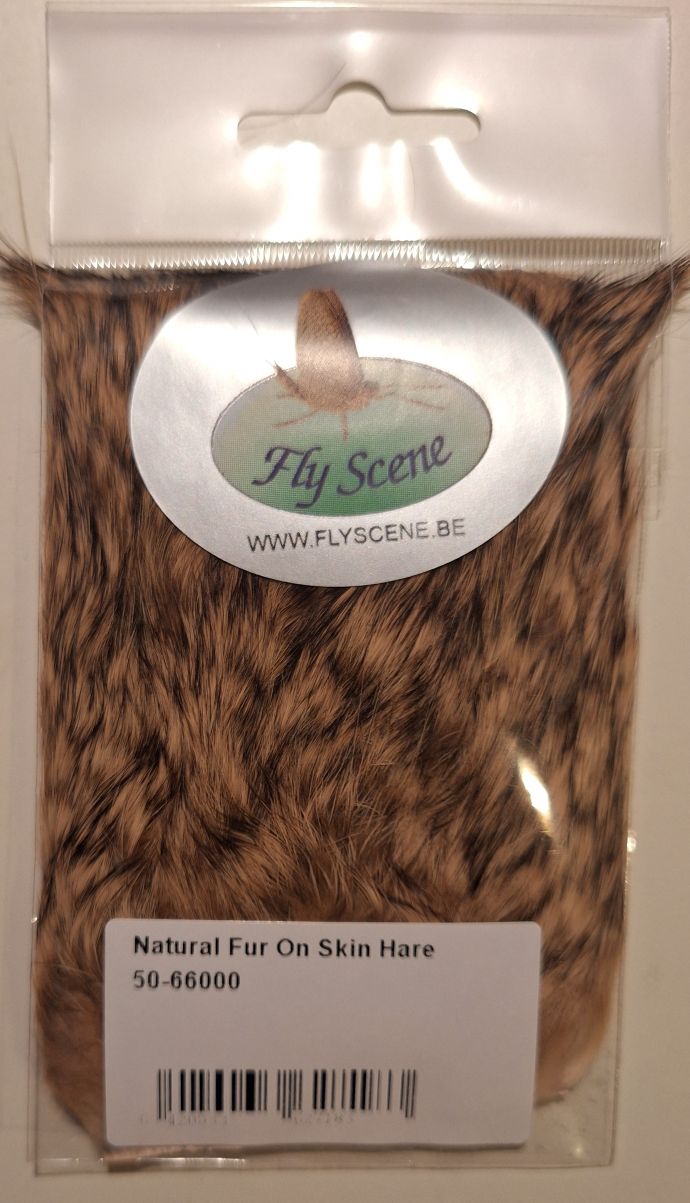 Fly Scene
WWW.FLYSCENE.BE
Natural Fur On Skin Hare
50-66000